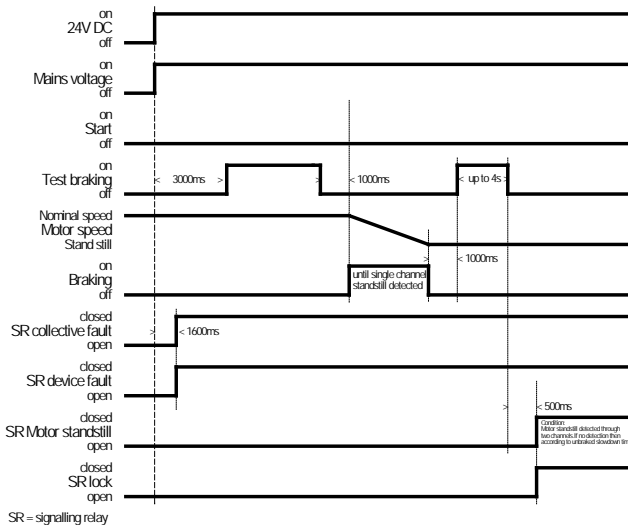 on
24V DC
off
on
Mains voltage
off
on
Start
off
on
Test braking
off
< 3000ms >
> < 1000ms
< up to 4s >
Nominal speed
Motor speed
Stand still
> < 1000ms
on
Braking
off
until single channel
standstill detected
closed
SR collective fault
open
> < 1600ms
closed
SR device fault
open
> < 500ms
closed
SR Motor standstill
open
Condition:
Motor standstill detected through
two channels. If no detection then
according to unbraked slowdown tim
closed
SR lock
open
SR = signalling relay